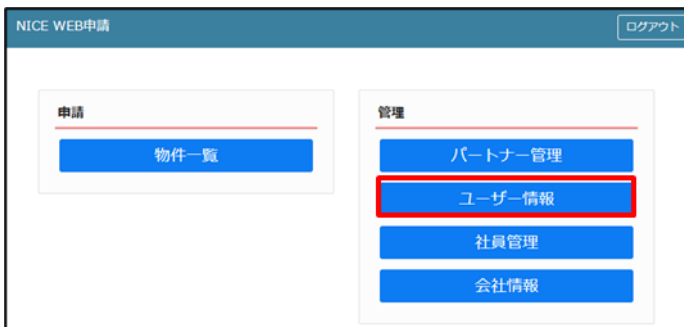 NICE WEB申請
ログアウト
申請
物件一覧
管理
パートナー管理
ユーザー情報
社員管理
会社情報